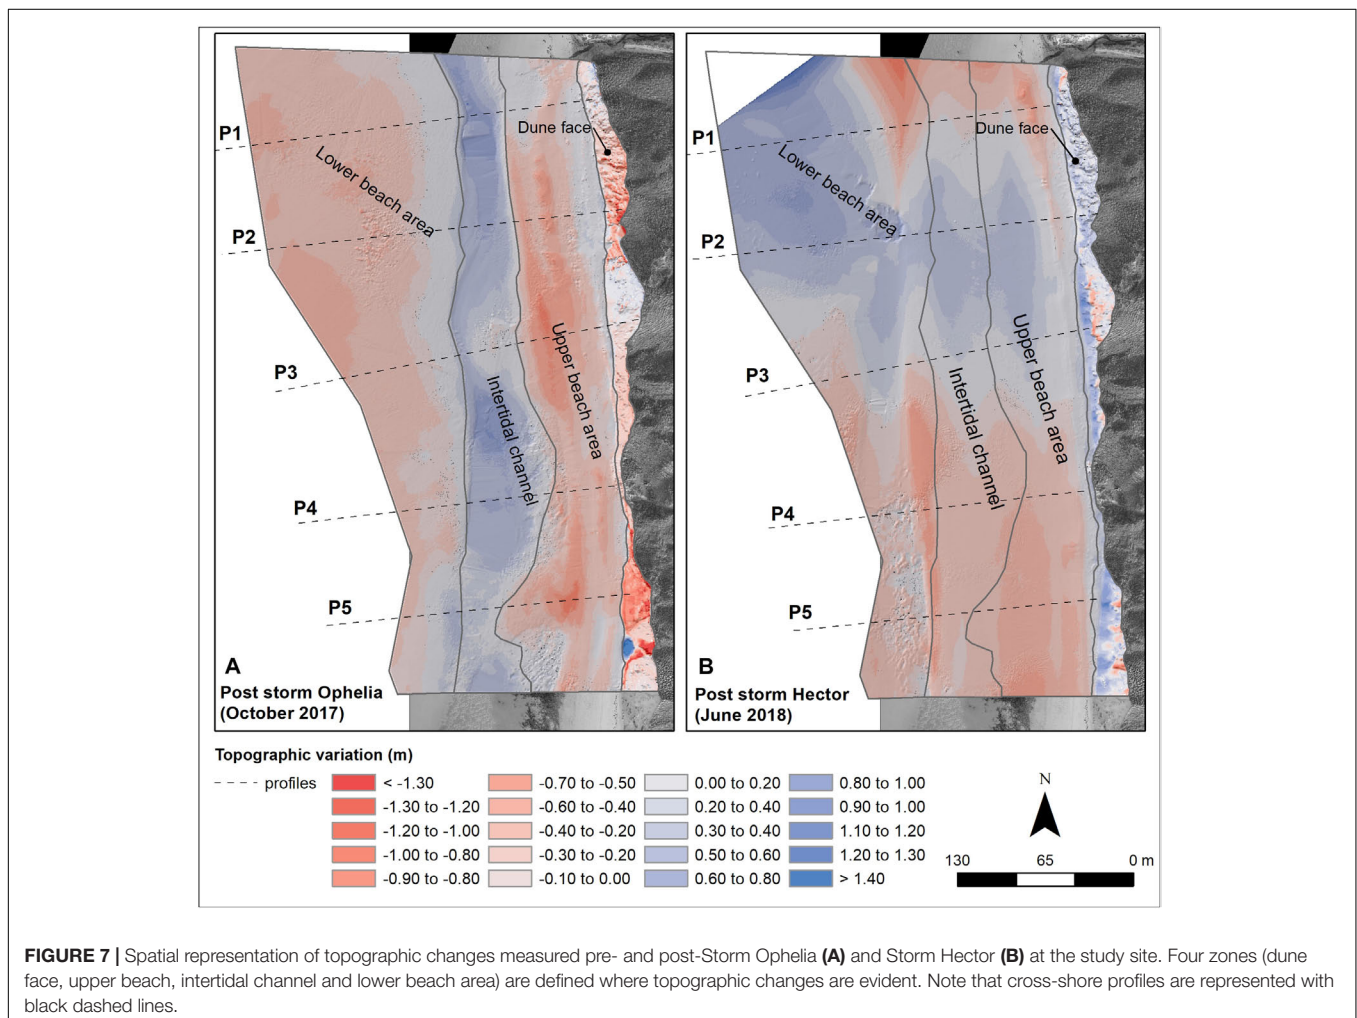 P1
P2
P3
P4
P5
Lower beach area
Dune face
Upper beach area
Intertidal channel
A
Post storm Ophelia
(October 2017)
P1
P2
P3
P4
P5
Lower beach area
Dune face
Upper beach area
Intertidal channel
B
Post storm Hector
(June 2018)
Topographic variation (m)
profiles
< -1.30
-1.30 to -1.20
-1.20 to -1.00
-1.00 to -0.80
-0.90 to -0.80
-0.70 to -0.50
-0.60 to -0.40
-0.40 to -0.20
-0.30 to -0.20
-0.10 to 0.00
0.00 to 0.20
0.20 to 0.40
0.30 to 0.40
0.50 to 0.60
0.60 to 0.80
0.80 to 1.00
0.90 to 1.00
1.10 to 1.20
1.20 to 1.30
> 1.40
N
130 65 0 m
FIGURE 7 | Spatial representation of topographic changes measured pre- and post-Storm Ophelia (A) and Storm Hector (B) at the study site. Four zones (dune
face, upper beach, intertidal channel and lower beach area) are defined where topographic changes are evident. Note that cross-shore profiles are represented with
black dashed lines.